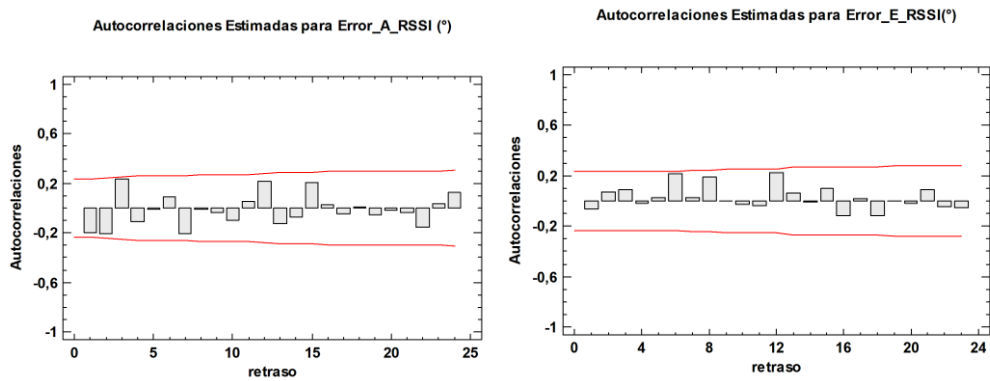 Autocorrelaciones Estimadas para Error_A_RSSI (°)
1
0,6
0,2
-0,2
-0,6
-1
Autocorrelaciones
0 5 10 15 20 25
retraso
Autocorrelaciones Estimadas para Error_E_RSSI(°)
1
0,6
0,2
-0,2
-0,6
-1
Autocorrelaciones
0 4 8 12 16 20 24
retraso